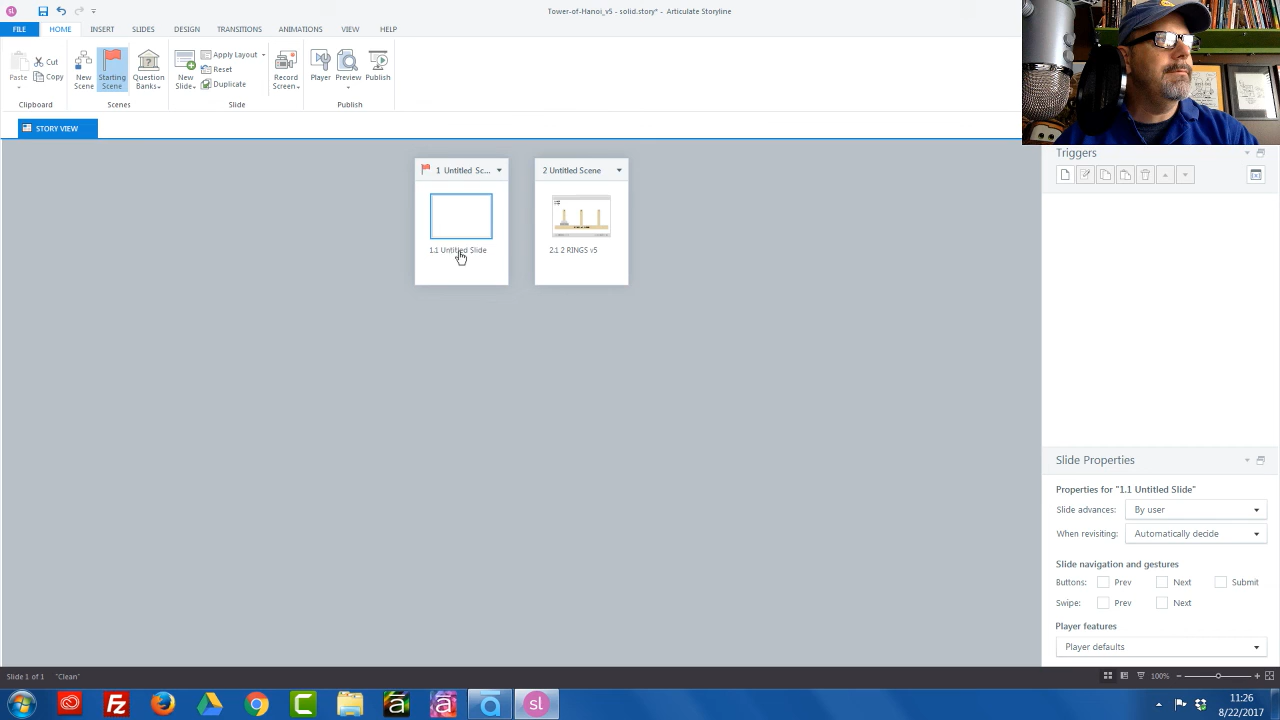 sl
Tower-of-Hanoi_v5 - solid.story* - Articulate Storyline
FILE HOME INSERT SLIDES DESIGN TRANSITIONS ANIMATIONS VIEW HELP
Paste
Cut
Copy
Clipboard
New Scene
Starting Scene
Question Banks
Scenes
New Slide
Apply Layout
Reset
Duplicate
Slide
Record Screen
Player
Preview
Publish
Publish
STORY VIEW
1 Untitled Sc...
2 Untitled Scene
1.1 Untitled Slide
2.1 2 RINGS v5
Triggers
Slide Properties
Properties for "1.1 Untitled Slide"
Slide advances: By user
When revisiting: Automatically decide
Slide navigation and gestures
Buttons: Prev Next Submit
Swipe: Prev Next
Player features
Player defaults
Slide 1 of 1 "Clean"
100%
Fz
C
a
a
a
sl
11:26
8/22/2017